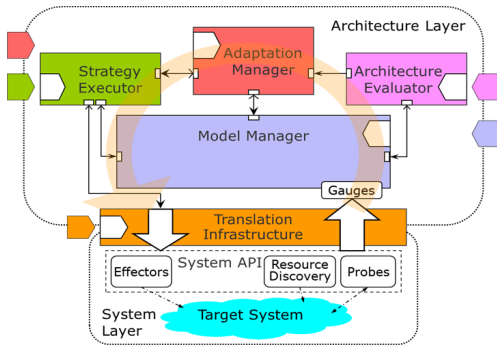 Architecture Layer
Strategy
Executor
Adaptation
Manager
Architecture
Evaluator
Model Manager
Gauges
Translation
Infrastructure
System API
Effectors
Resource
Discovery
Probes
System
Layer
Target System